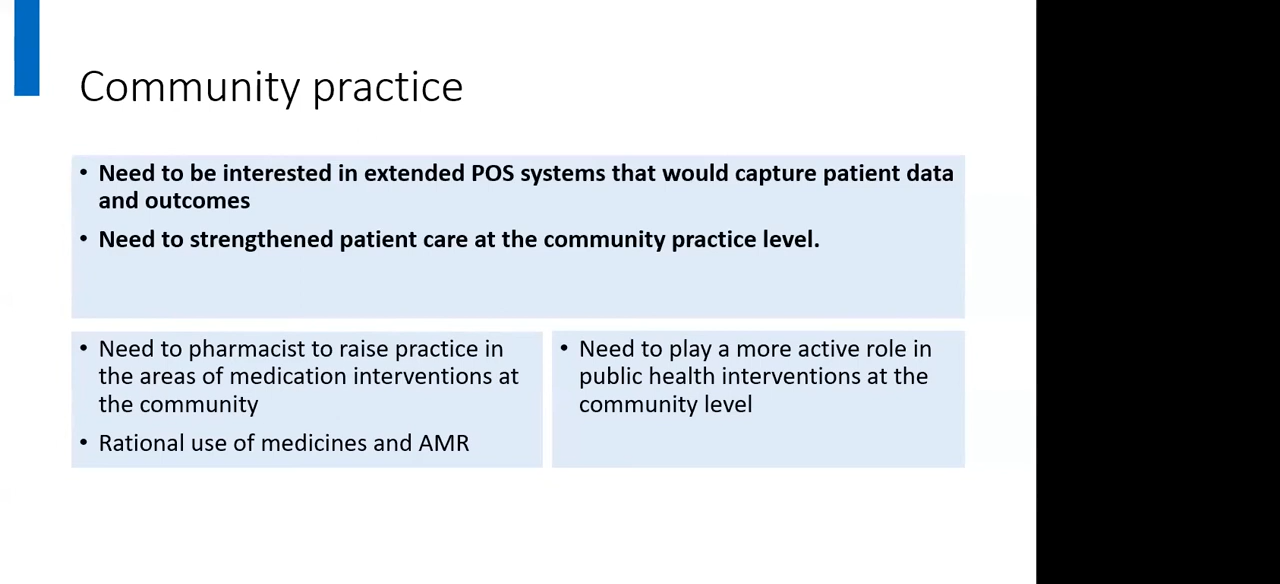 Community practice
• Need to be interested in extended POS systems that would capture patient data
and outcomes
• Need to strengthened patient care at the community practice level.
• Need to pharmacist to raise practice in
the areas of medication interventions at
the community
• Rational use of medicines and AMR
• Need to play a more active role in
public health interventions at the
community level